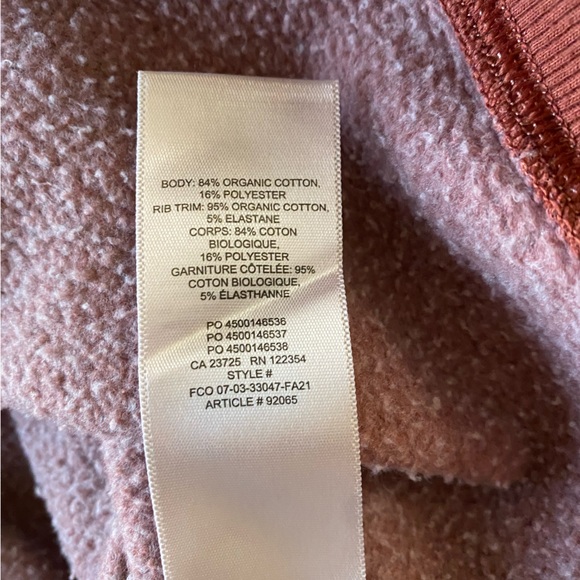 BODY: 84% ORGANIC COTTON,
16% POLYESTER
RIB TRIM: 95% ORGANIC COTTON,
5% ELASTANE
CORPS: 84% COTON
BIOLOGIQUE,
16% POLYESTER
GARNITURE CÔTELÉE: 95%
COTON BIOLOGIQUE,
5% ÉLASTHANNE
PO 4500146536
PO 4500146537
PO 4500146538
CA 23725 RN 122354
STYLE #
FCO 07-03-33047-FA21
ARTICLE # 92065